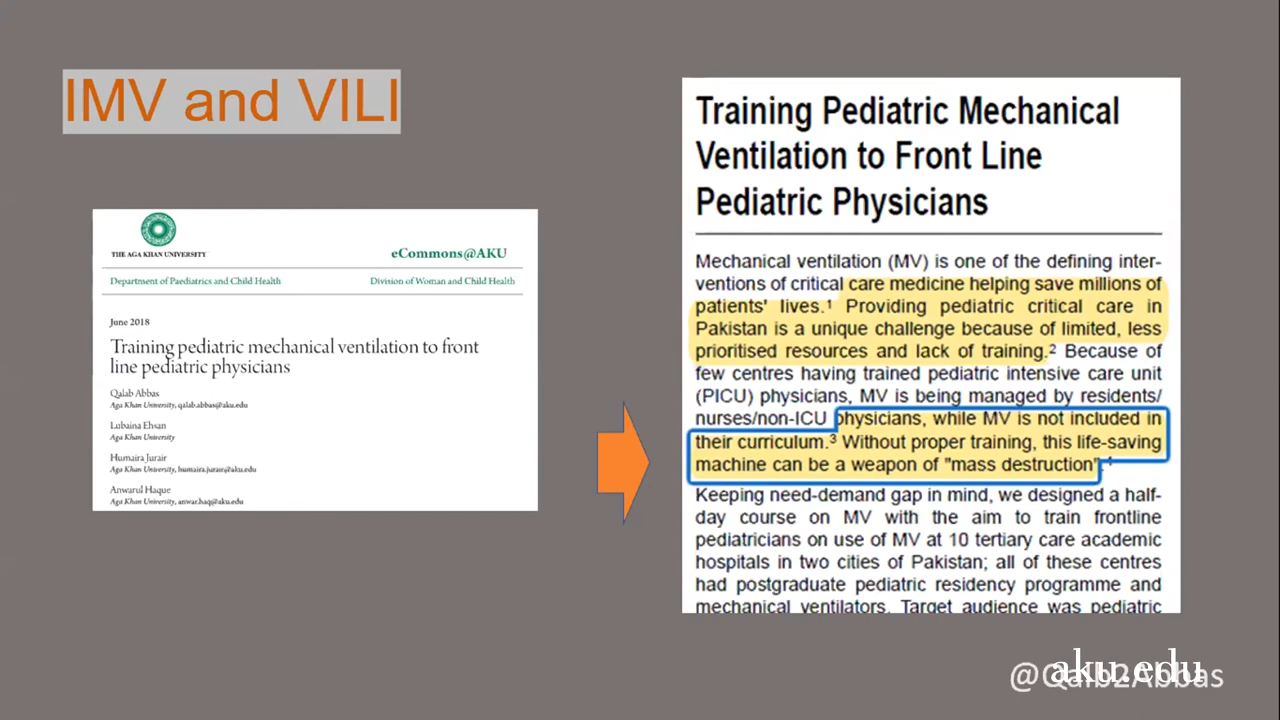 IMV and VILI
THE AGA KHAN UNIVERSITY
eCommons@AKU
Department of Paediatrics and Child Health
Division of Woman and Child Health
June 2018
Training pediatric mechanical ventilation to front
line pediatric physicians
Qalab Abbas
Aga Khan University, qalab.abbas@aku.edu
Lubaina Ehsan
Aga Khan University
Humaira Jurair
Aga Khan University, humaira.jurair@aku.edu
Anwarul Haque
Aga Khan University, anwar.haq@aku.edu
Training Pediatric Mechanical
Ventilation to Front Line
Pediatric Physicians
Mechanical ventilation (MV) is one of the defining inter-
ventions of critical care medicine helping save millions of
patients' lives.¹ Providing pediatric critical care in
Pakistan is a unique challenge because of limited, less
prioritised resources and lack of training.² Because of
few centres having trained pediatric intensive care unit
(PICU) physicians, MV is being managed by residents/
nurses/non-ICU physicians, while MV is not included in
their curriculum.³ Without proper training, this life-saving
machine can be a weapon of "mass destruction".⁴
Keeping need-demand gap in mind, we designed a half-
day course on MV with the aim to train frontline
pediatricians on use of MV at 10 tertiary care academic
hospitals in two cities of Pakistan; all of these centres
had postgraduate pediatric residency programme and
mechanical ventilators. Target audience was pediatric
aku.edu
@Qalb2Abbas